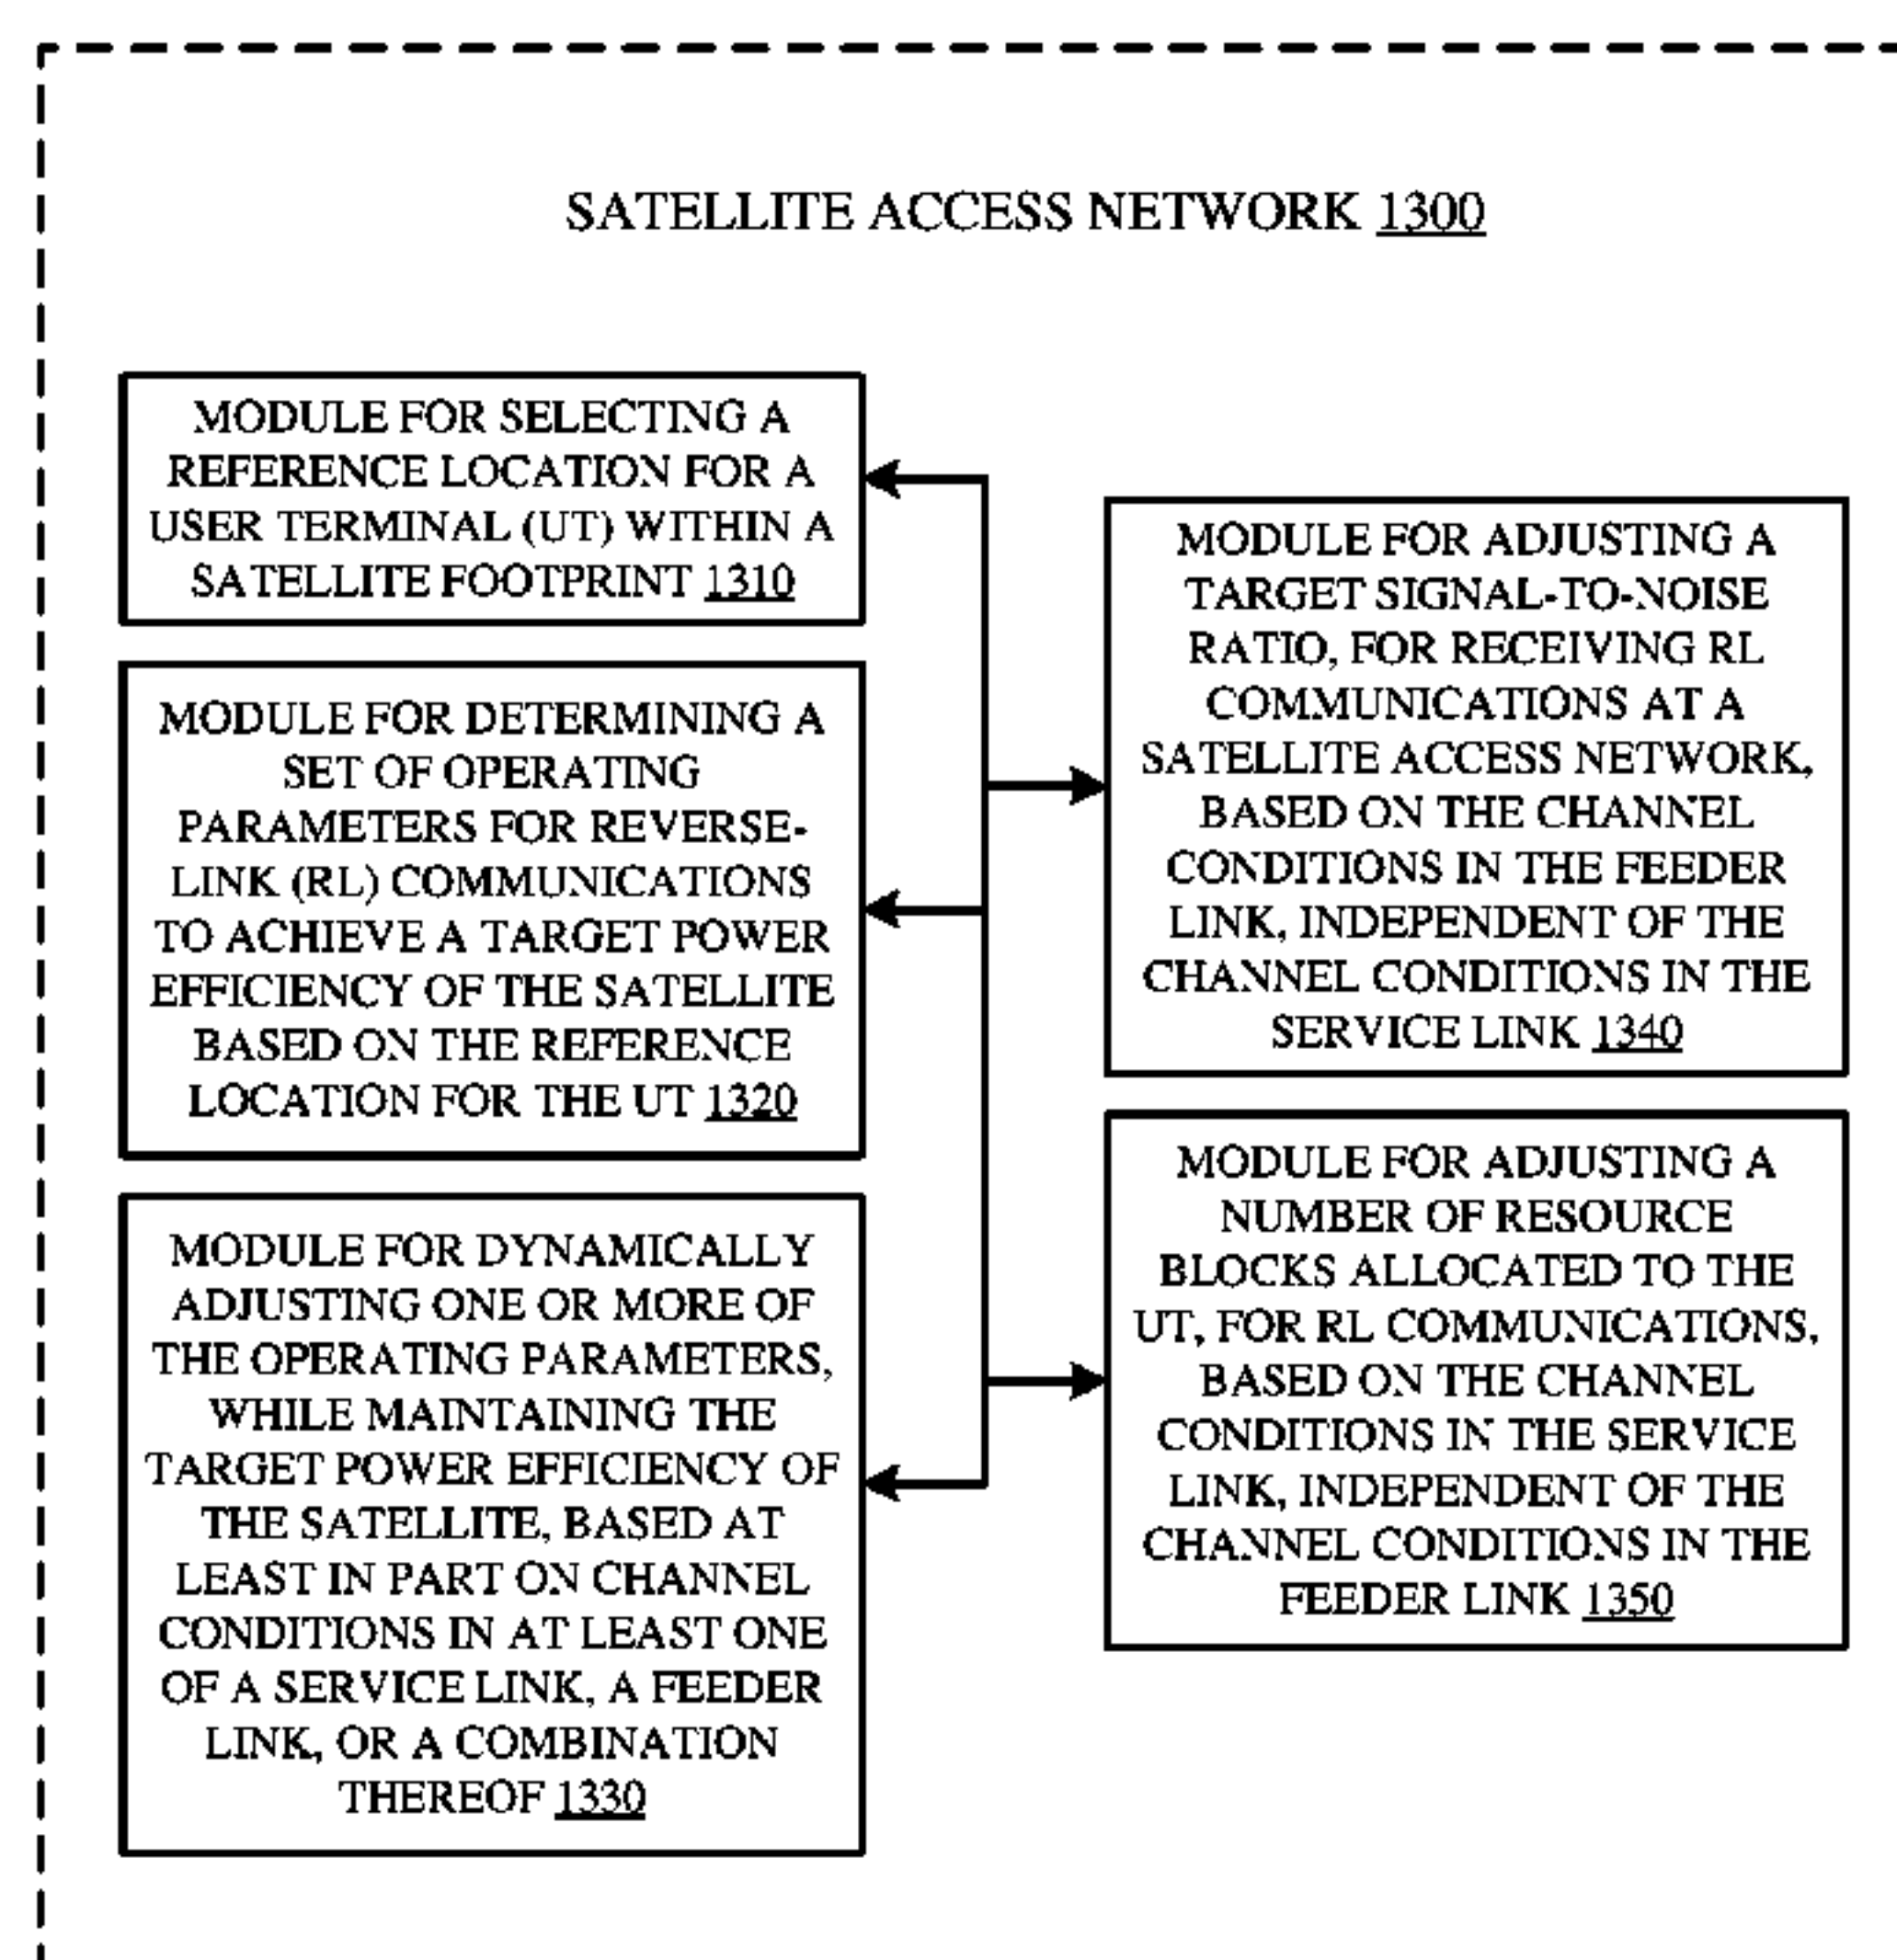 SATELLITE ACCESS NETWORK 1300
MODULE FOR SELECTING A
REFERENCE LOCATION FOR A
USER TERMINAL (UT) WITHIN A
SATELLITE FOOTPRINT 1310
MODULE FOR DETERMINING A
SET OF OPERATING
PARAMETERS FOR REVERSE-
LINK (RL) COMMUNICATIONS
TO ACHIEVE A TARGET POWER
EFFICIENCY OF THE SATELLITE
BASED ON THE REFERENCE
LOCATION FOR THE UT 1320
MODULE FOR DYNAMICALLY
ADJUSTING ONE OR MORE OF
THE OPERATING PARAMETERS,
WHILE MAINTAINING THE
TARGET POWER EFFICIENCY OF
THE SATELLITE, BASED AT
LEAST IN PART ON CHANNEL
CONDITIONS IN AT LEAST ONE
OF A SERVICE LINK, A FEEDER
LINK, OR A COMBINATION
THEREOF 1330
MODULE FOR ADJUSTING A
TARGET SIGNAL-TO-NOISE
RATIO, FOR RECEIVING RL
COMMUNICATIONS AT A
SATELLITE ACCESS NETWORK,
BASED ON THE CHANNEL
CONDITIONS IN THE FEEDER
LINK, INDEPENDENT OF THE
CHANNEL CONDITIONS IN THE
SERVICE LINK 1340
MODULE FOR ADJUSTING A
NUMBER OF RESOURCE
BLOCKS ALLOCATED TO THE
UT, FOR RL COMMUNICATIONS,
BASED ON THE CHANNEL
CONDITIONS IN THE SERVICE
LINK, INDEPENDENT OF THE
CHANNEL CONDITIONS IN THE
FEEDER LINK 1350